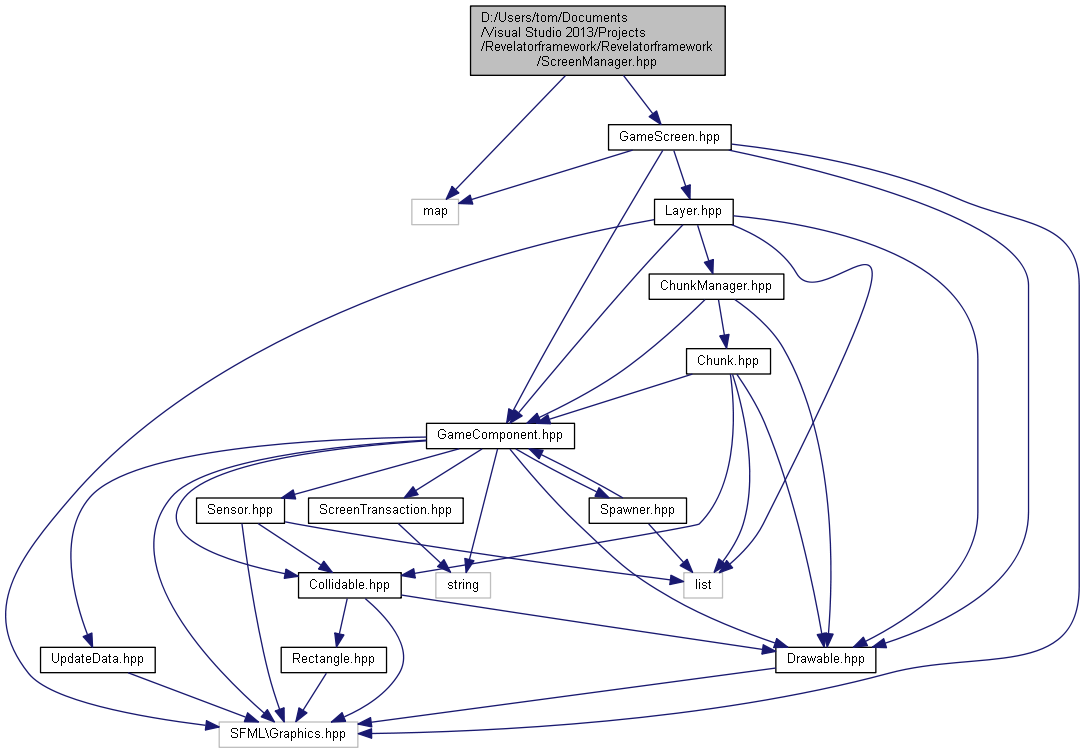 D:/Users/tom/Documents
/Visual Studio 2013/Projects
/Revelatorframework/Revelatorframework
/ScreenManager.hpp
GameScreen.hpp
map
Layer.hpp
ChunkManager.hpp
Chunk.hpp
GameComponent.hpp
Sensor.hpp
ScreenTransaction.hpp
Spawner.hpp
Collidable.hpp
string
list
UpdateData.hpp
Rectangle.hpp
Drawable.hpp
SFML\Graphics.hpp